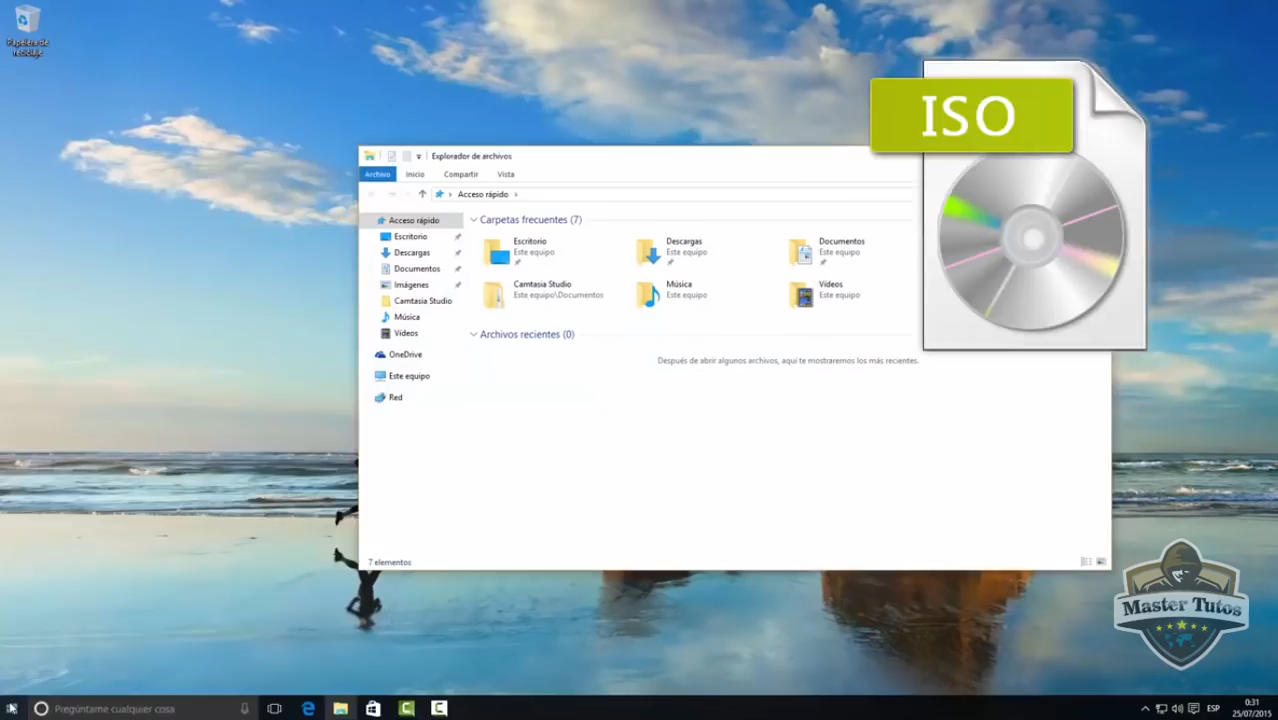 Papelera de
reciclaje
ISO
Explorador de archivos
Archivo
Inicio
Compartir
Vista
Acceso rápido
Acceso rápido
Escritorio
Descargas
Documentos
Imágenes
Camtasia Studio
Música
Vídeos
OneDrive
Este equipo
Red
Carpetas frecuentes (7)
Escritorio
Este equipo
Descargas
Este equipo
Documentos
Este equipo
Camtasia Studio
Este equipo\Documentos
Música
Este equipo
Vídeos
Este equipo
Archivos recientes (0)
Después de abrir algunos archivos, aquí te mostraremos los más recientes.
7 elementos
Master Tutos
Pregúntame cualquier cosa
ESP
0:31
25/07/2015